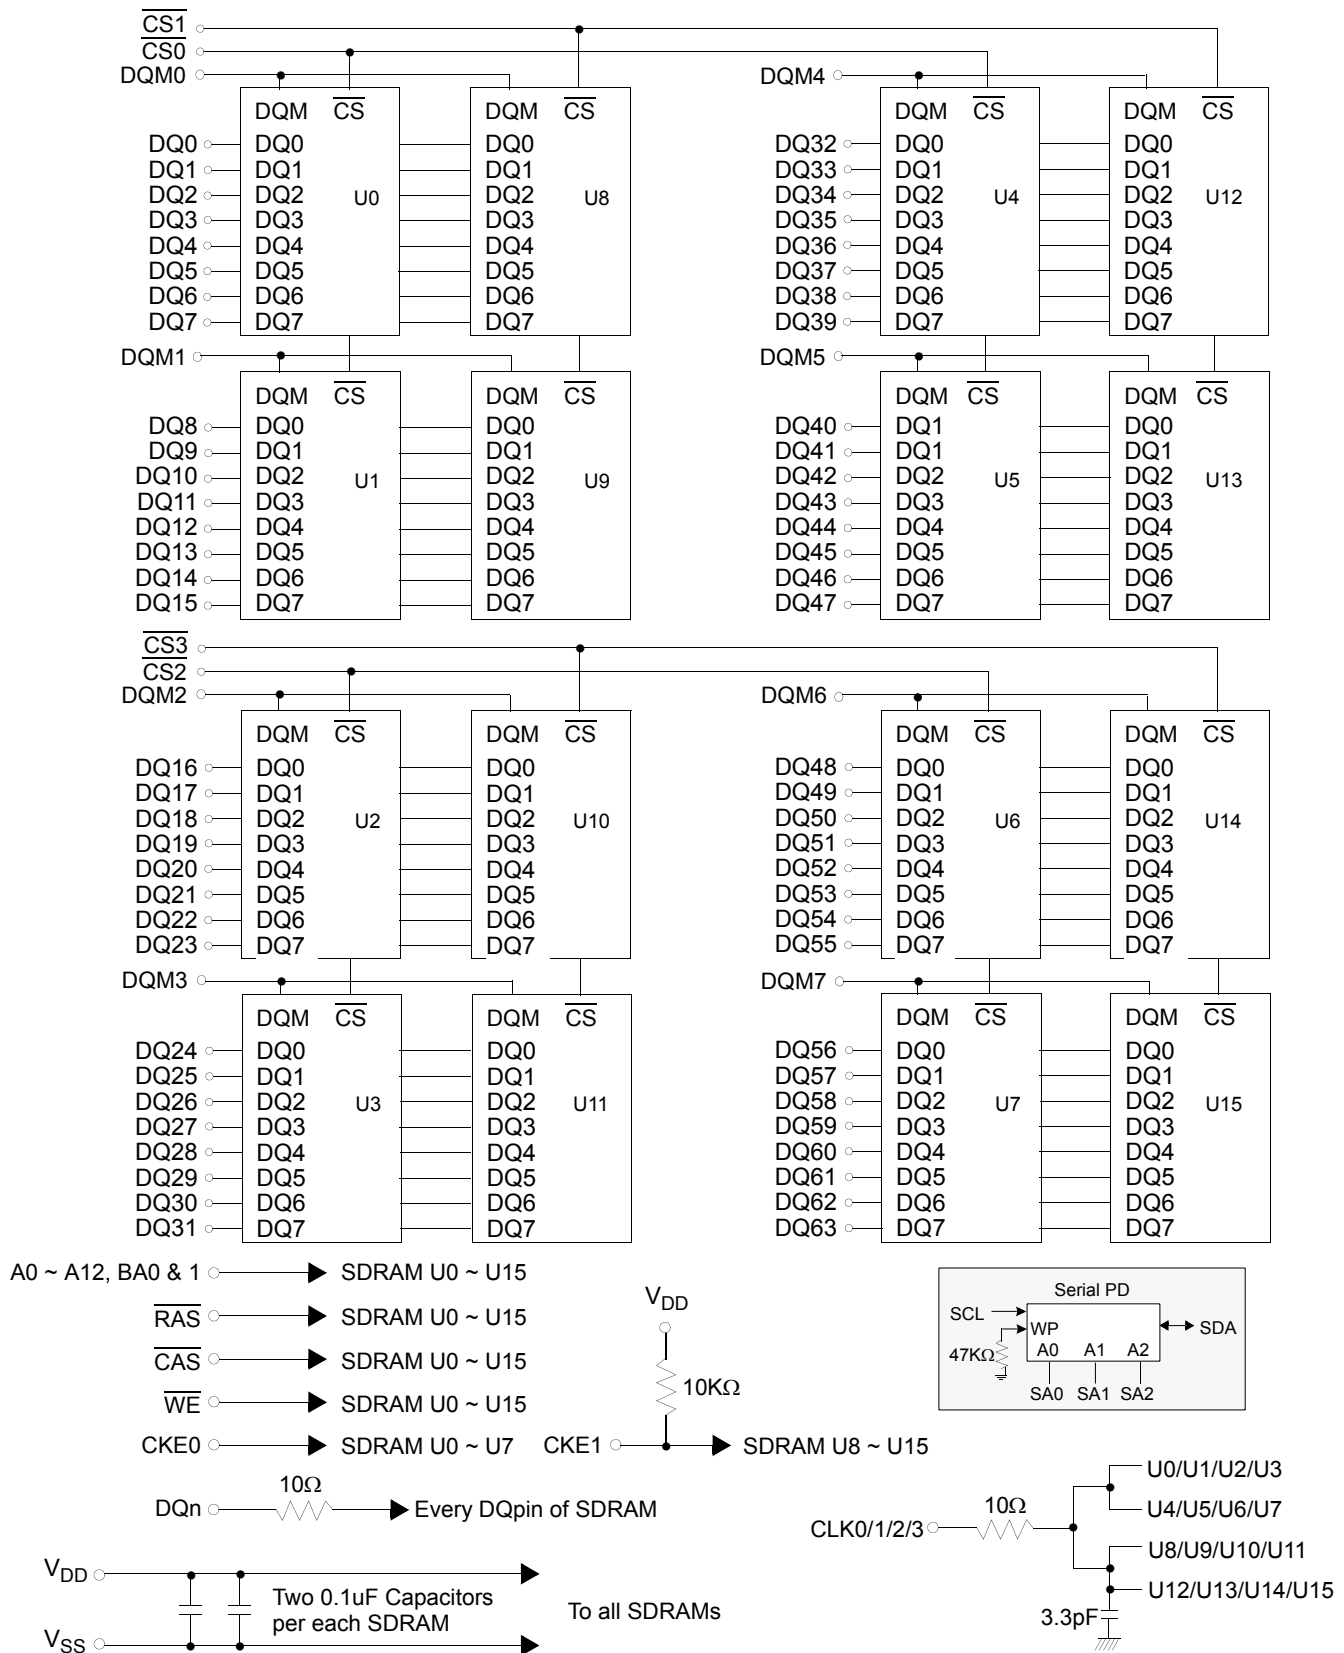 CS1
CS0
DQM0 DQM4
DQM CS DQM CS DQM CS DQM CS
DQ0 DQ0 DQ0 DQ32 DQ0 DQ0
DQ1 DQ1 DQ1 DQ33 DQ1 DQ1
DQ2 DQ2 U0 DQ2 U8 DQ34 DQ2 U4 DQ2 U12
DQ3 DQ3 DQ3 DQ35 DQ3 DQ3
DQ4 DQ4 DQ4 DQ36 DQ4 DQ4
DQ5 DQ5 DQ5 DQ37 DQ5 DQ5
DQ6 DQ6 DQ6 DQ38 DQ6 DQ6
DQ7 DQ7 DQ7 DQ39 DQ7 DQ7
DQM1 DQM5
DQM CS DQM CS DQM CS DQM CS
DQ8 DQ0 DQ0 DQ40 DQ1 DQ0
DQ9 DQ1 DQ1 DQ41 DQ1 DQ1
DQ10 DQ2 U1 DQ2 U9 DQ42 DQ2 U5 DQ2 U13
DQ11 DQ3 DQ3 DQ43 DQ3 DQ3
DQ12 DQ4 DQ4 DQ44 DQ4 DQ4
DQ13 DQ5 DQ5 DQ45 DQ5 DQ5
DQ14 DQ6 DQ6 DQ46 DQ6 DQ6
DQ15 DQ7 DQ7 DQ47 DQ7 DQ7
CS3
CS2
DQM2 DQM6
DQM CS DQM CS DQM CS DQM CS
DQ16 DQ0 DQ0 DQ48 DQ0 DQ0
DQ17 DQ1 DQ1 DQ49 DQ1 DQ1
DQ18 DQ2 U2 DQ2 U10 DQ50 DQ2 U6 DQ2 U14
DQ19 DQ3 DQ3 DQ51 DQ3 DQ3
DQ20 DQ4 DQ4 DQ52 DQ4 DQ4
DQ21 DQ5 DQ5 DQ53 DQ5 DQ5
DQ22 DQ6 DQ6 DQ54 DQ6 DQ6
DQ23 DQ7 DQ7 DQ55 DQ7 DQ7
DQM3 DQM7
DQM CS DQM CS DQM CS DQM CS
DQ24 DQ0 DQ0 DQ56 DQ0 DQ0
DQ25 DQ1 DQ1 DQ57 DQ1 DQ1
DQ26 DQ2 U3 DQ2 U11 DQ58 DQ2 U7 DQ2 U15
DQ27 DQ3 DQ3 DQ59 DQ3 DQ3
DQ28 DQ4 DQ4 DQ60 DQ4 DQ4
DQ29 DQ5 DQ5 DQ61 DQ5 DQ5
DQ30 DQ6 DQ6 DQ62 DQ6 DQ6
DQ31 DQ7 DQ7 DQ63 DQ7 DQ7
A0 ~ A12, BA0 & 1 SDRAM U0 ~ U15
RAS SDRAM U0 ~ U15
CAS SDRAM U0 ~ U15
WE SDRAM U0 ~ U15
CKE0 SDRAM U0 ~ U7
VDD
10KΩ
CKE1 SDRAM U8 ~ U15
Serial PD
SCL
WP SDA
47KΩ A0 A1 A2
SA0 SA1 SA2
10Ω
DQn Every DQpin of SDRAM
10Ω
CLK0/1/2/3
U0/U1/U2/U3
U4/U5/U6/U7
U8/U9/U10/U11
U12/U13/U14/U15
3.3pF
VDD
Two 0.1uF Capacitors
per each SDRAM
To all SDRAMs
VSS